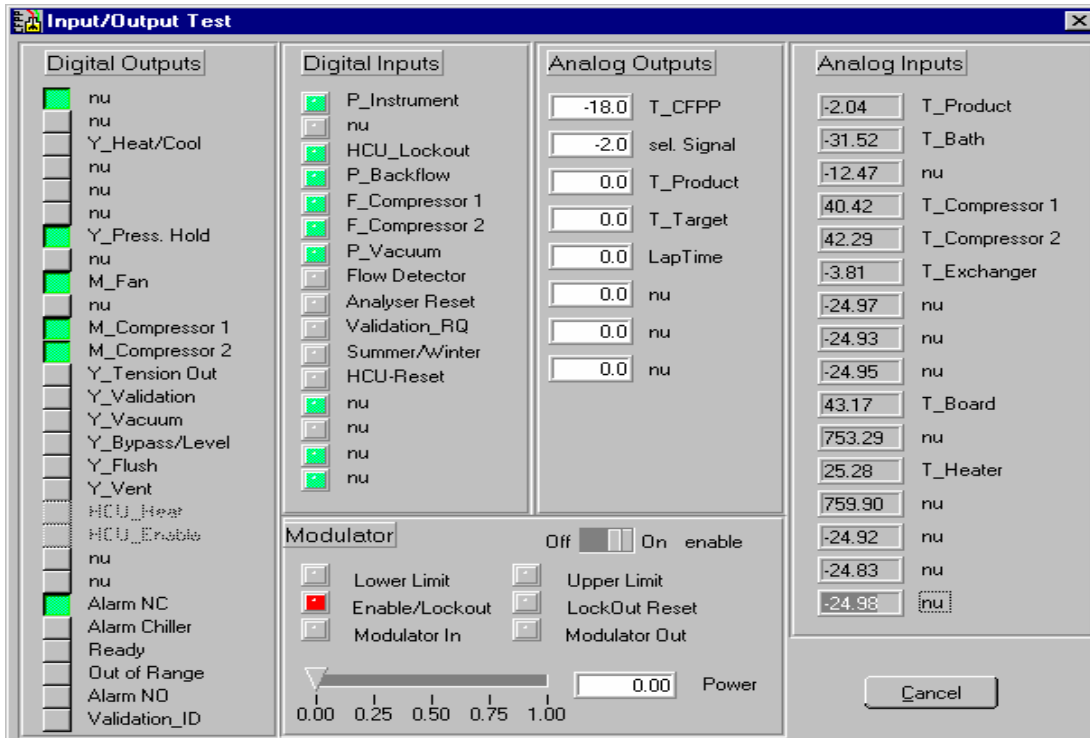 Input/Output Test
Digital Outputs
nu
nu
Y_Heat/Cool
nu
nu
nu
Y_Press. Hold
nu
M_Fan
nu
M_Compressor 1
M_Compressor 2
Y_Tension Out
Y_Validation
Y_Vacuum
Y_Bypass/Level
Y_Flush
Y_Vent
HCU_Heat
HCU_Enable
nu
nu
Alarm NC
Alarm Chiller
Ready
Out of Range
Alarm NO
Validation_ID
Digital Inputs
P_Instrument
nu
HCU_Lockout
P_Backflow
F_Compressor 1
F_Compressor 2
P_Vacuum
Flow Detector
Analyser Reset
Validation_RQ
Summer/Winter
HCU-Reset
nu
nu
nu
nu
Analog Outputs
-18.0 T_CFPP
-2.0 sel. Signal
0.0 T_Product
0.0 T_Target
0.0 LapTime
0.0 nu
0.0 nu
0.0 nu
Analog Inputs
-2.04 T_Product
-31.52 T_Bath
-12.47 nu
40.42 T_Compressor 1
42.29 T_Compressor 2
-3.81 T_Exchanger
-24.97 nu
-24.93 nu
-24.95 nu
43.17 T_Board
753.29 nu
25.28 T_Heater
759.90 nu
-24.92 nu
-24.83 nu
-24.98 nu
Modulator
Off On enable
Lower Limit Upper Limit
Enable/Lockout LockOut Reset
Modulator In Modulator Out
0.00 Power
0.00 0.25 0.50 0.75 1.00
Cancel